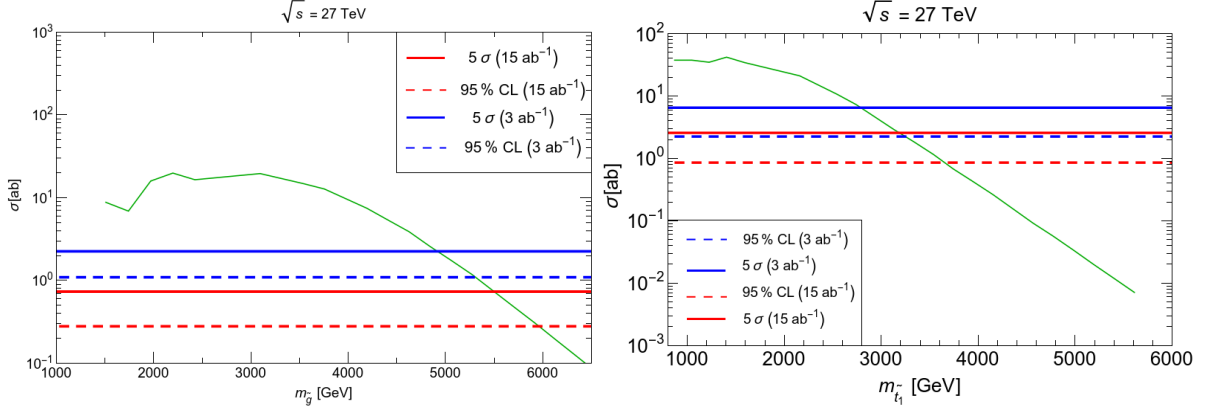 √s = 27 TeV
10³
10²
10¹
10⁰
10⁻¹
σ[ab]
5 σ (15 ab⁻¹)
95 % CL (15 ab⁻¹)
5 σ (3 ab⁻¹)
95 % CL (3 ab⁻¹)
1000 2000 3000 4000 5000 6000
m_g̃ [GeV]
√s = 27 TeV
10²
10¹
10⁰
10⁻¹
10⁻²
10⁻³
σ[ab]
95 % CL (3 ab⁻¹)
5 σ (3 ab⁻¹)
95 % CL (15 ab⁻¹)
5 σ (15 ab⁻¹)
1000 2000 3000 4000 5000 6000
m_t̃₁ [GeV]